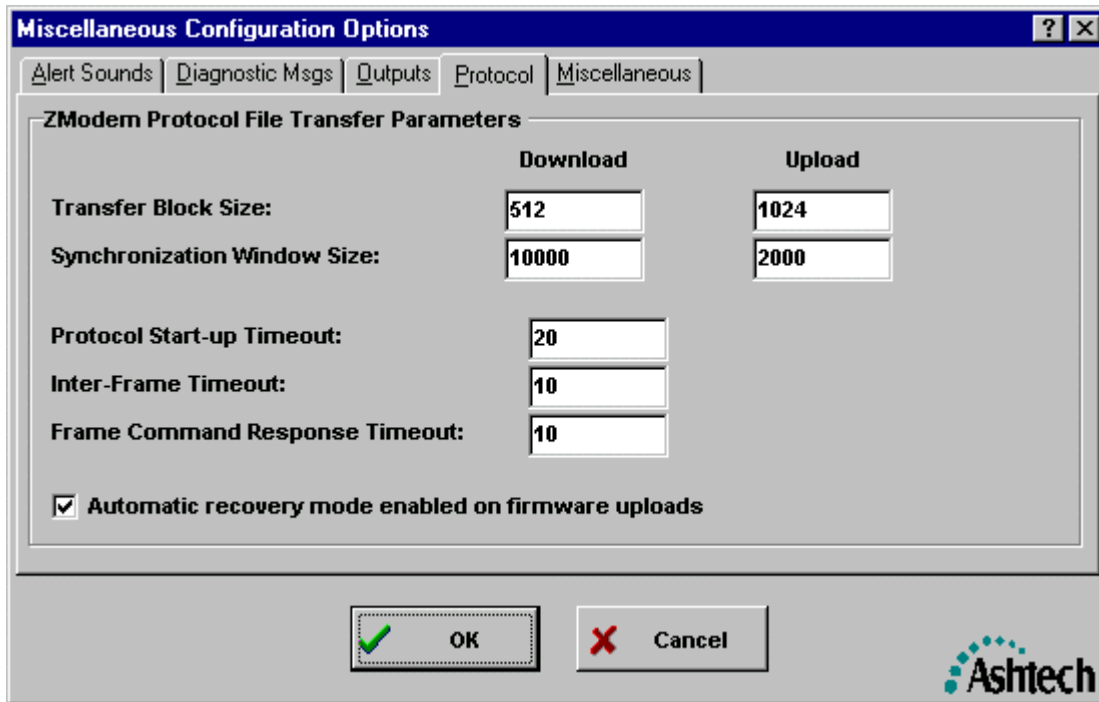 Miscellaneous Configuration Options ? ×
Alert Sounds Diagnostic Msgs Outputs Protocol Miscellaneous
ZModem Protocol File Transfer Parameters
Download Upload
Transfer Block Size: 512 1024
Synchronization Window Size: 10000 2000
Protocol Start-up Timeout: 20
Inter-Frame Timeout: 10
Frame Command Response Timeout: 10
Automatic recovery mode enabled on firmware uploads
OK Cancel
Ashtech